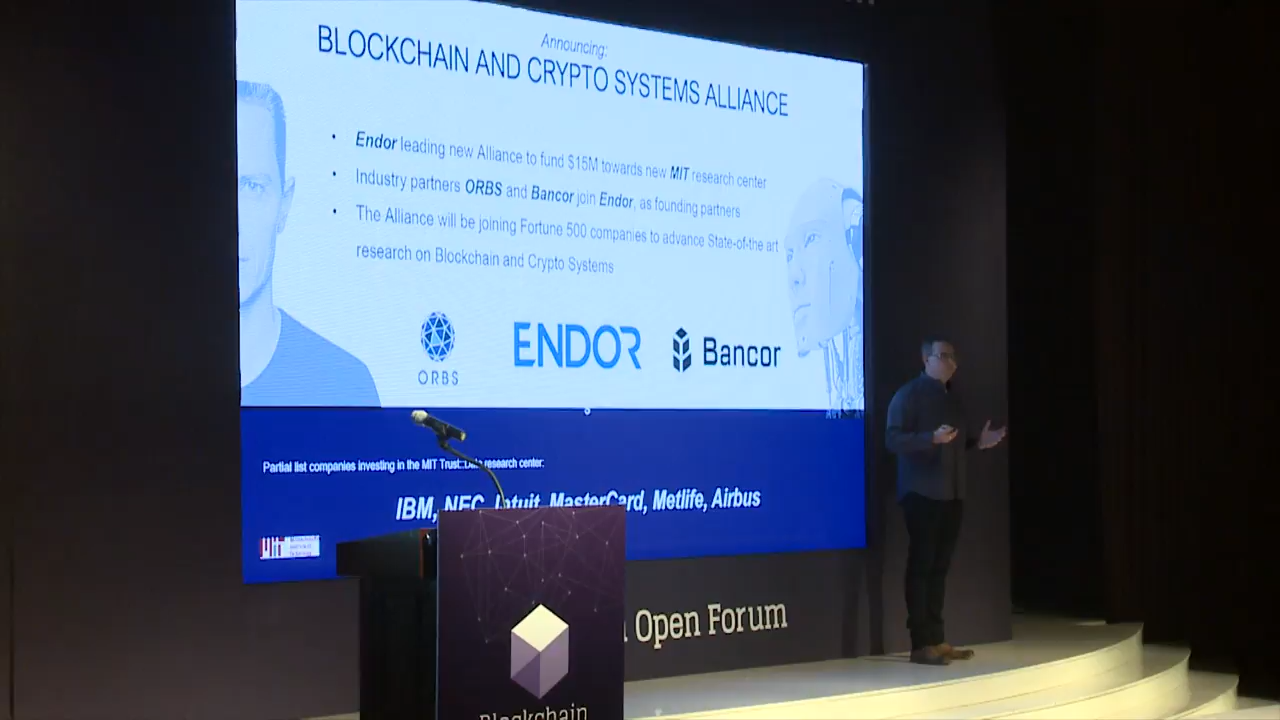 Announcing:
BLOCKCHAIN AND CRYPTO SYSTEMS ALLIANCE
• Endor leading new Alliance to fund $15M towards new MIT research center
• Industry partners ORBS and Bancor join Endor, as founding partners
• The Alliance will be joining Fortune 500 companies to advance State-of-the art
research on Blockchain and Crypto Systems
ORBS
ENDOR
Bancor
Partial list companies investing in the MIT Trust::Data research center:
IBM, NEC, Intuit, MasterCard, Metlife, Airbus
MIT
Open Forum
Blockchain